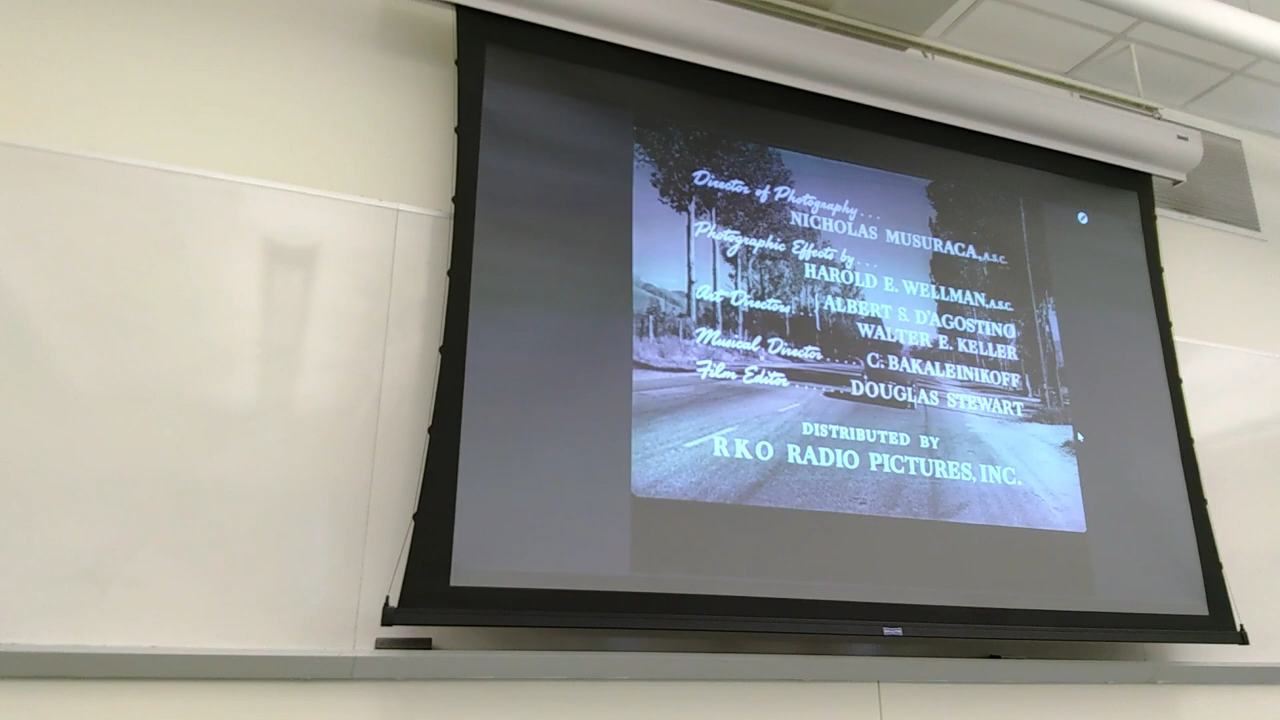 Director of Photography...
NICHOLAS MUSURACA, A.S.C.
Photographic Effects by...
HAROLD E. WELLMAN, A.S.C.
Art Directors... ALBERT S. D'AGOSTINO
WALTER E. KELLER
Musical Director.... C. BAKALEINIKOFF
Film Editor...... DOUGLAS STEWART
DISTRIBUTED BY
RKO RADIO PICTURES, INC.